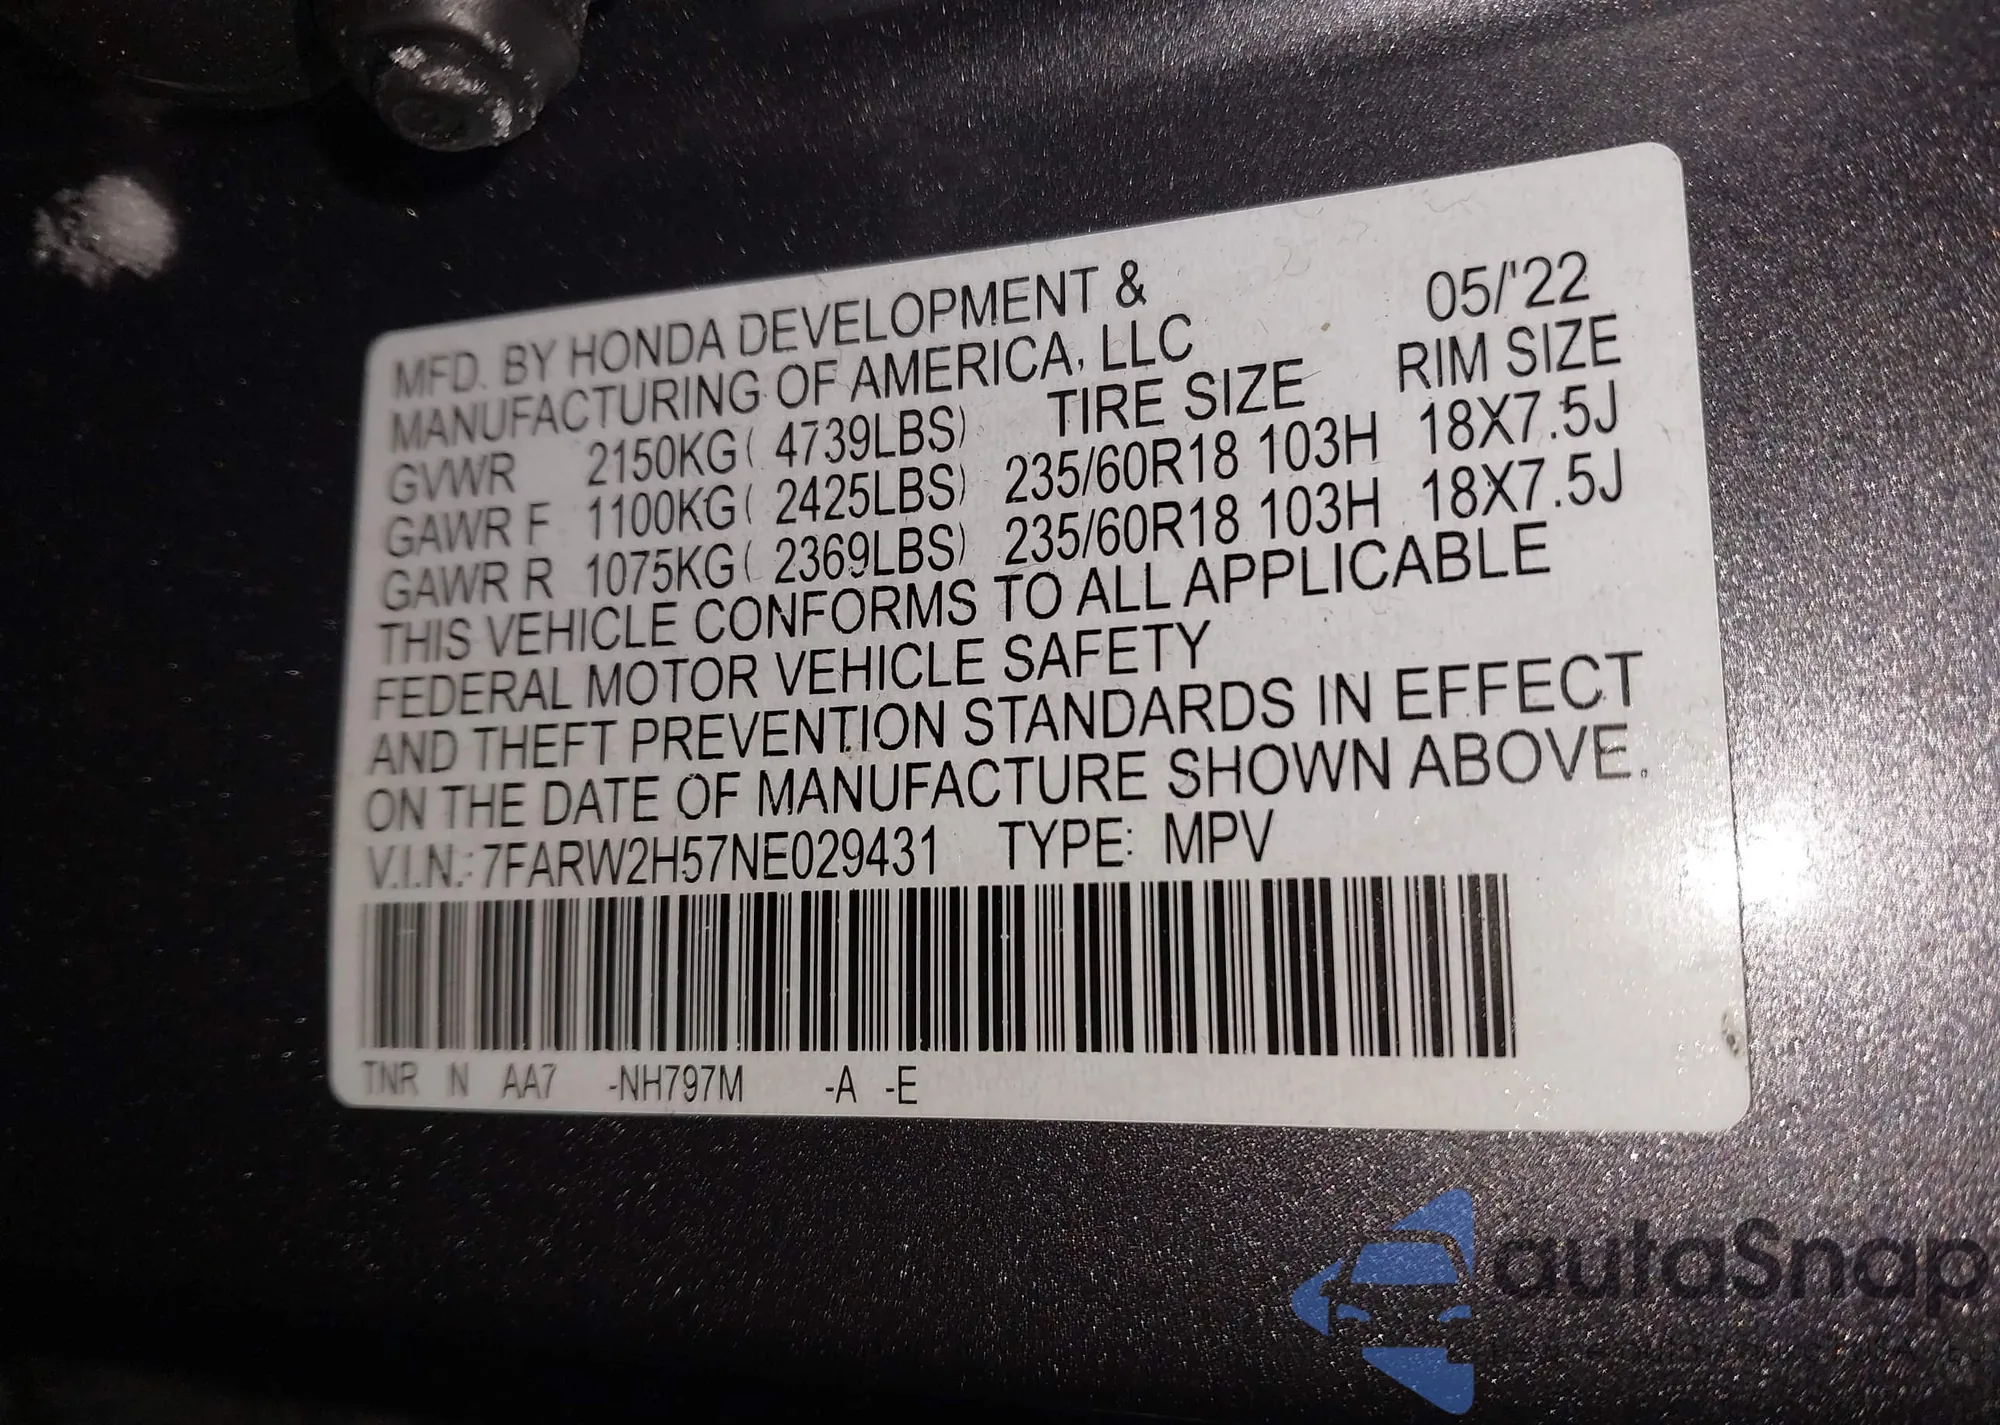 MFD. BY HONDA DEVELOPMENT & 05/'22
MANUFACTURING OF AMERICA, LLC
TIRE SIZE RIM SIZE
GVWR 2150KG( 4739LBS)
GAWR F 1100KG( 2425LBS) 235/60R18 103H 18X7.5J
GAWR R 1075KG( 2369LBS) 235/60R18 103H 18X7.5J
THIS VEHICLE CONFORMS TO ALL APPLICABLE
FEDERAL MOTOR VEHICLE SAFETY
AND THEFT PREVENTION STANDARDS IN EFFECT
ON THE DATE OF MANUFACTURE SHOWN ABOVE.
V.I.N.: 7FARW2H57NE029431 TYPE: MPV
TNR N AA7 -NH797M -A -E
autaSnap